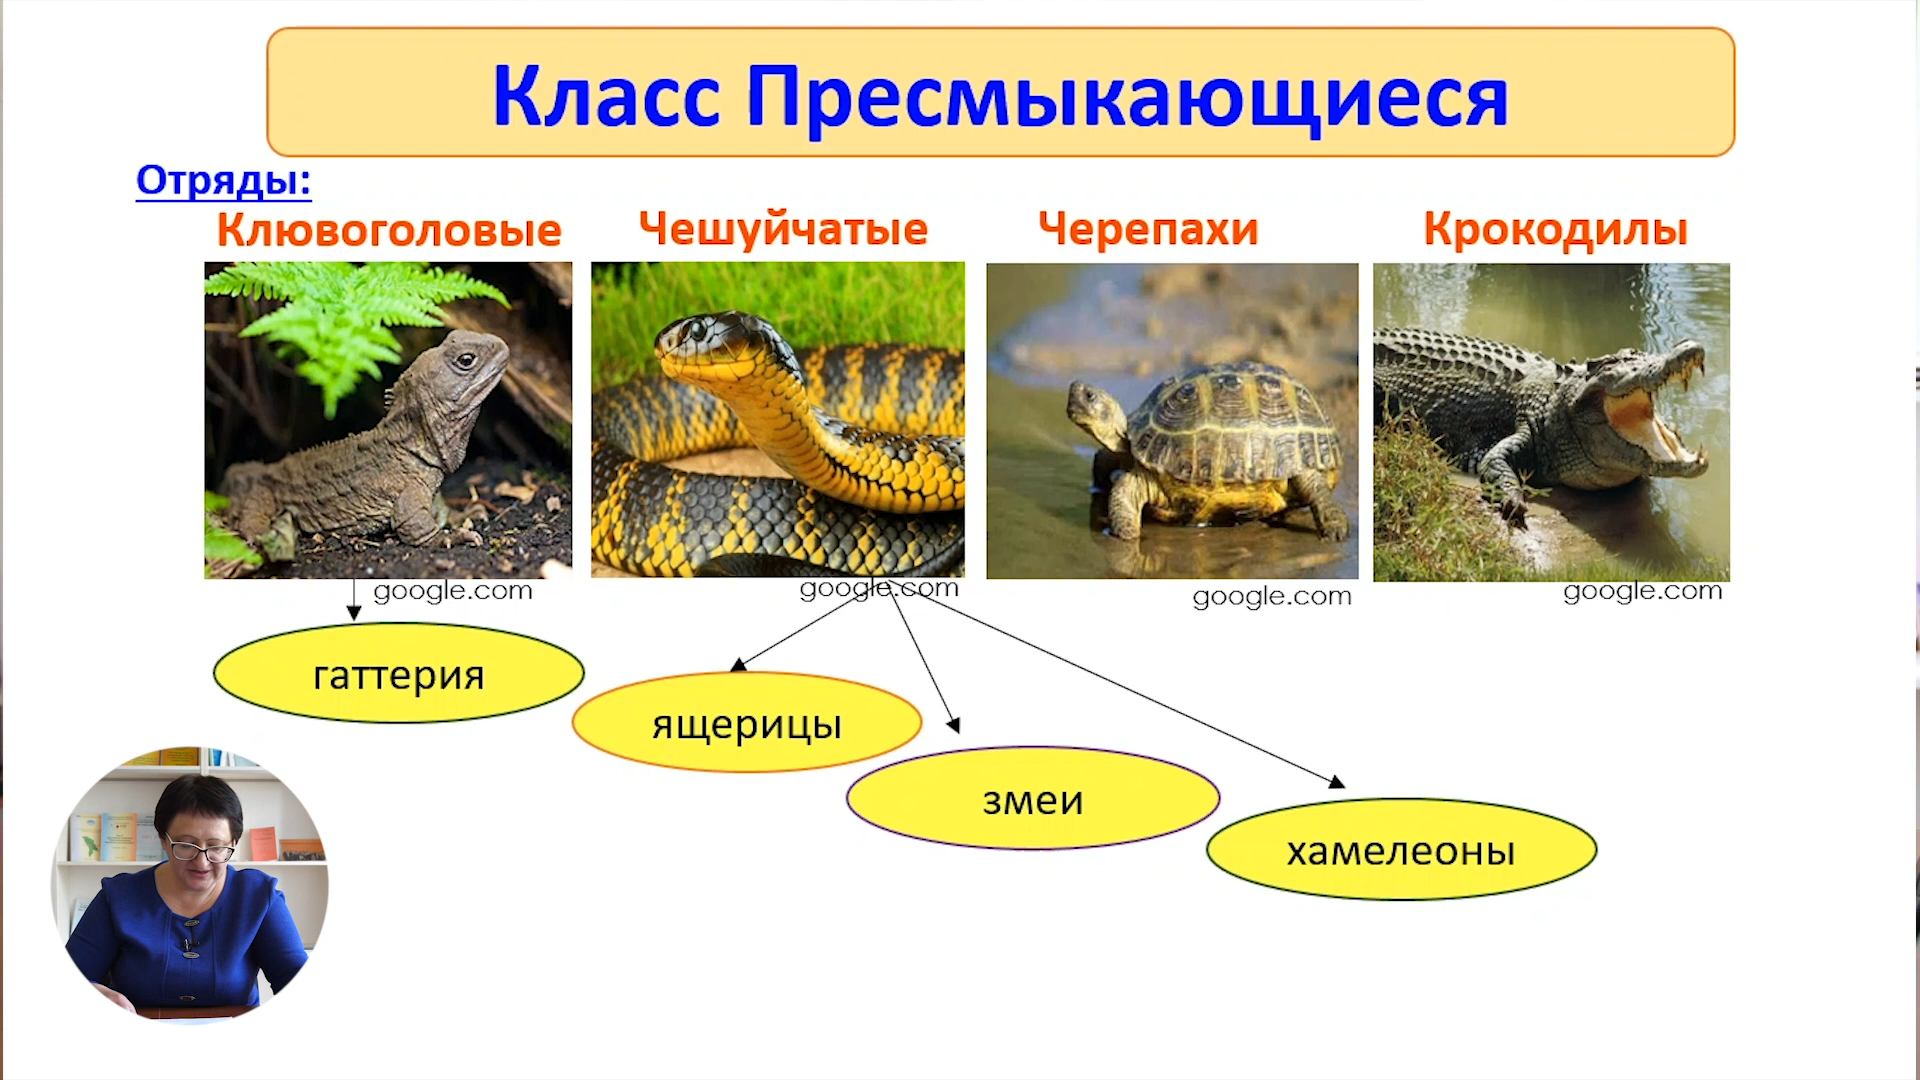 Класс Пресмыкающиеся
Отряды:
Клювоголовые
Чешуйчатые
Черепахи
Крокодилы
google.com
google.com
google.com
google.com
гаттерия
ящерицы
змеи
хамелеоны